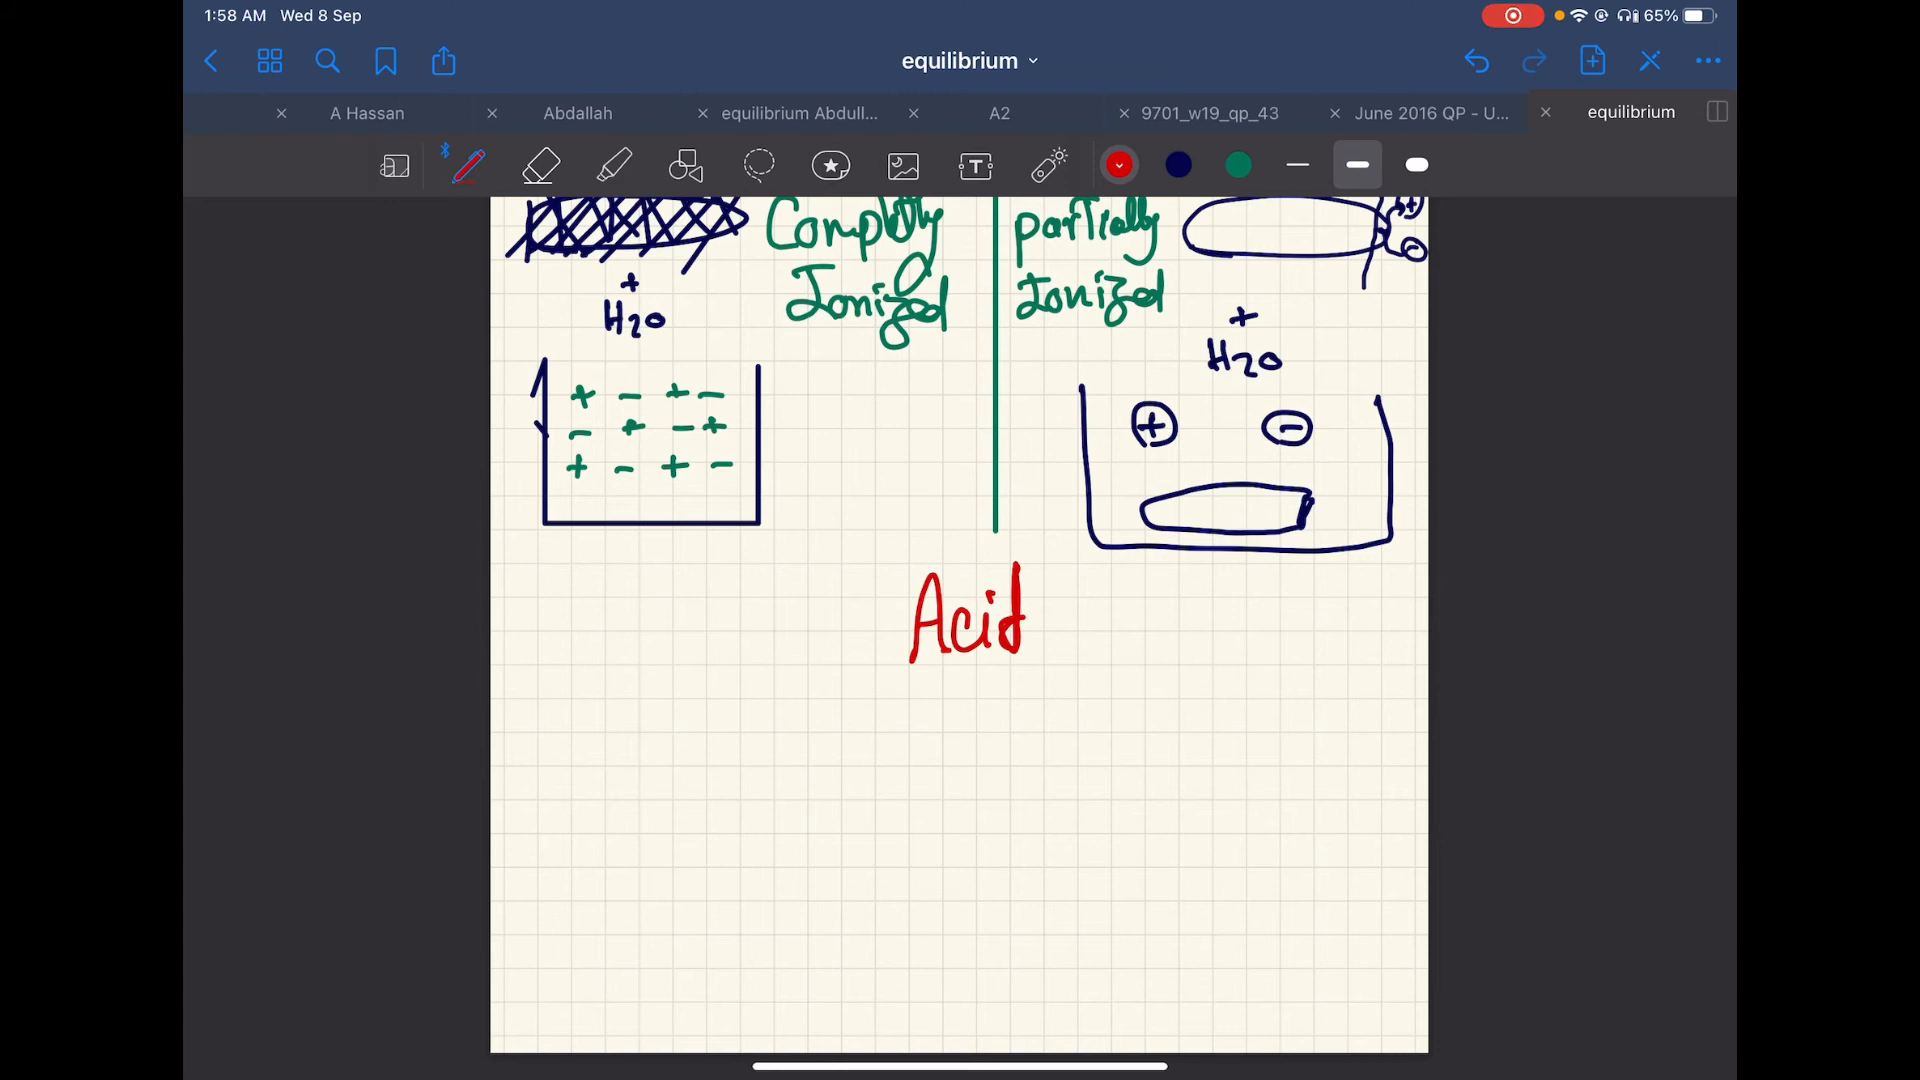 1:58 AM Wed 8 Sep
65%
equilibrium
A Hassan
Abdallah
equilibrium Abdull...
A2
9701_w19_qp_43
June 2016 QP - U...
equilibrium
T
Completly
Ionized
partially
Ionized
+
H2O
+ - + -
- + - +
+ - + -
+
-
+
H2O
+ -
Acid